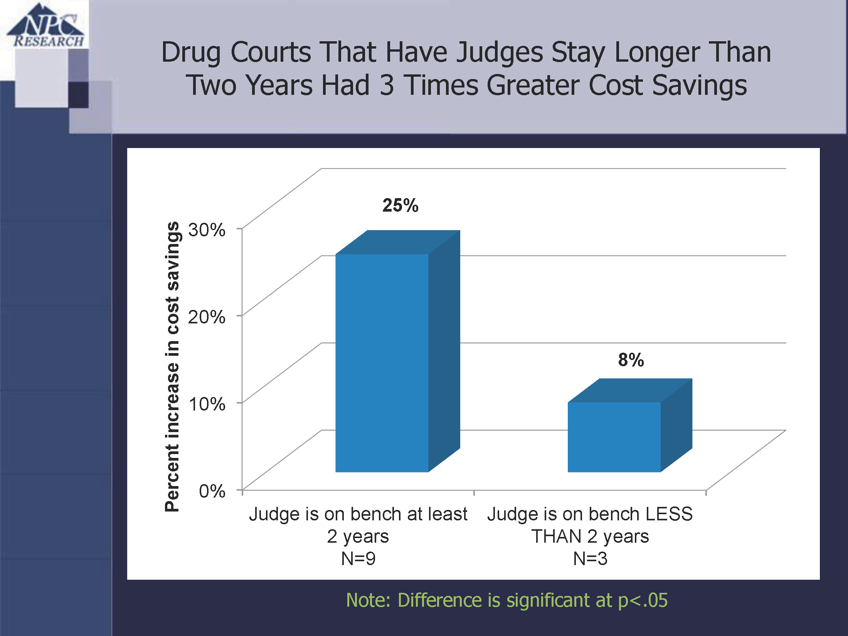 NPC
RESEARCH
Drug Courts That Have Judges Stay Longer Than
Two Years Had 3 Times Greater Cost Savings
Percent increase in cost savings
30%
20%
10%
0%
25%
8%
Judge is on bench at least
2 years
N=9
Judge is on bench LESS
THAN 2 years
N=3
Note: Difference is significant at p<.05